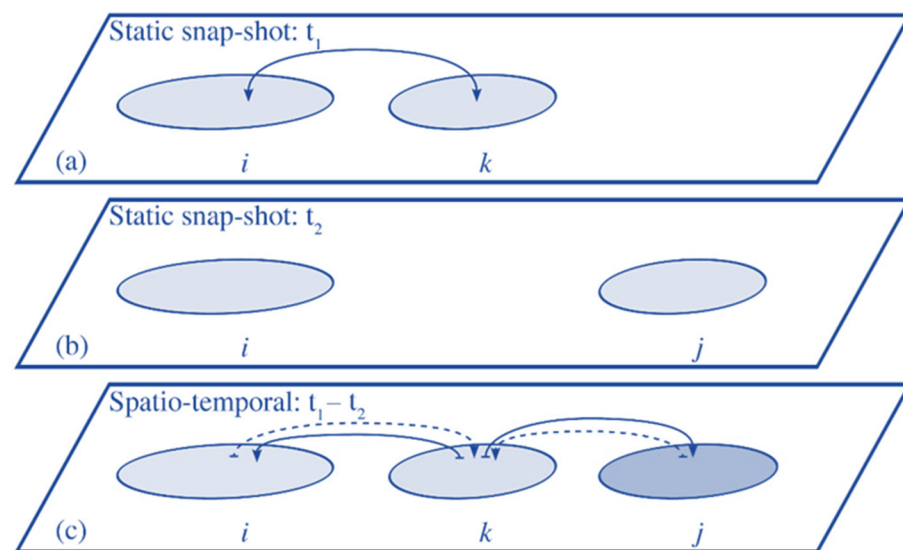 Static snap-shot: t₁
i k
(a)
Static snap-shot: t₂
i j
(b)
Spatio-temporal: t₁ – t₂
i k j
(c)